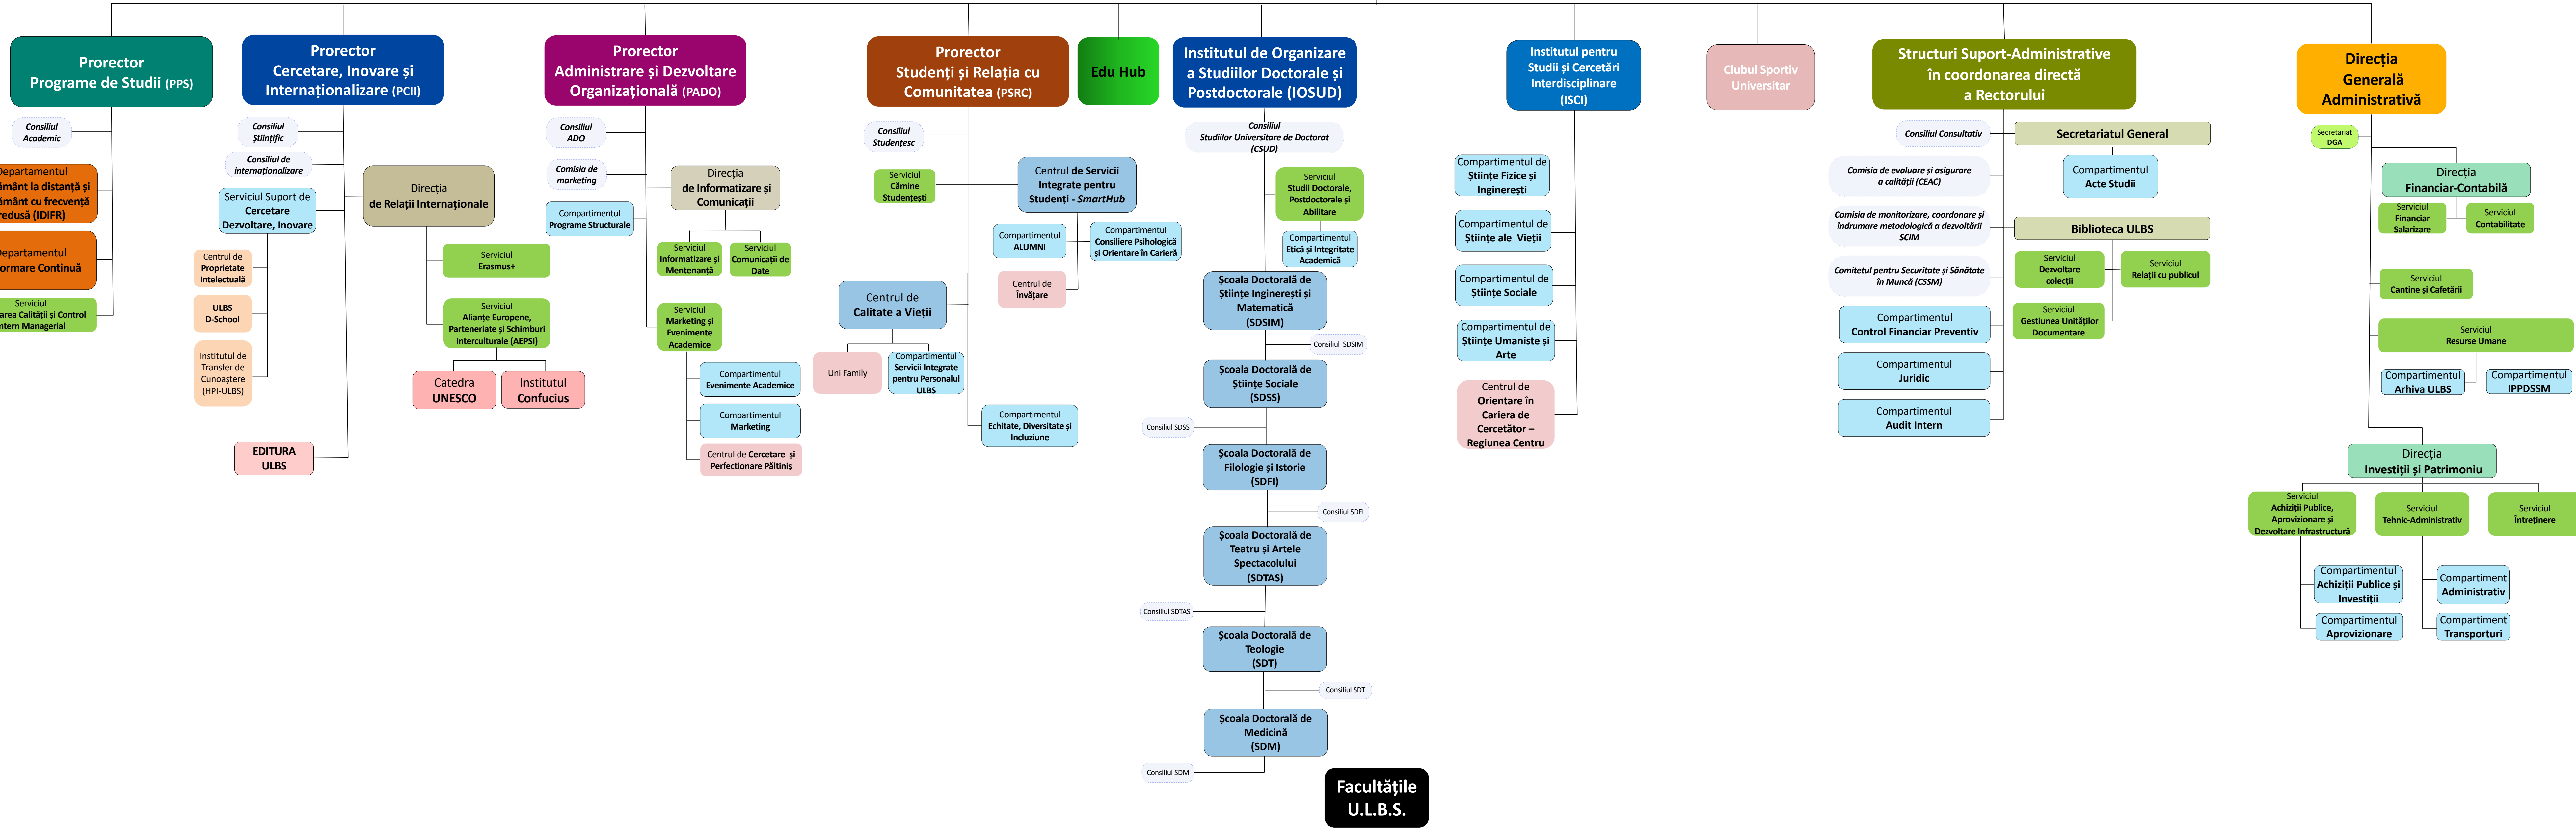 Prorector
Programe de Studii (PPS)
Consiliul
Academic
Departamentul
ământ la distanță și
ământ cu frecvență
redusă (IDIFR)
Departamentul
ormare Continuă
Serviciul
area Calității și Control
ntern Managerial
Prorector
Cercetare, Inovare și
Internaționalizare (PCII)
Consiliul
Științific
Consiliul de
internaționalizare
Serviciul Suport de
Cercetare
Dezvoltare, Inovare
Centrul de
Proprietate
Intelectuală
ULBS
D-School
Institutul de
Transfer de
Cunoaștere
(HPI-ULBS)
EDITURA
ULBS
Direcția
de Relații Internaționale
Serviciul
Erasmus+
Serviciul
Alianțe Europene,
Parteneriate și Schimburi
Interculturale (AEPSI)
Catedra
UNESCO
Institutul
Confucius
Prorector
Administrare și Dezvoltare
Organizațională (PADO)
Consiliul
ADO
Comisia de
marketing
Compartimentul
Programe Structurale
Direcția
de Informatizare și
Comunicații
Serviciul
Informatizare și
Mentenanță
Serviciul
Comunicații de
Date
Serviciul
Marketing și
Evenimente
Academice
Compartimentul
Evenimente Academice
Compartimentul
Marketing
Centrul de Cercetare și
Perfectionare Păltiniș
Prorector
Studenți și Relația cu
Comunitatea (PSRC)
Consiliul
Studențesc
Serviciul
Cămine
Studențești
Centrul de Servicii
Integrate pentru
Studenți - SmartHub
Compartimentul
ALUMNI
Compartimentul
Consiliere Psihologică
și Orientare în Carieră
Centrul de
Învățare
Centrul de
Calitate a Vieții
Uni Family
Compartimentul
Servicii Integrate
pentru Personalul
ULBS
Compartimentul
Echitate, Diversitate și
Incluziune
Edu Hub
Institutul de Organizare
a Studiilor Doctorale și
Postdoctorale (IOSUD)
Consiliul
Studiilor Universitare de Doctorat
(CSUD)
Serviciul
Studii Doctorale,
Postdoctorale și
Abilitare
Compartimentul
Etică și Integritate
Academică
Școala Doctorală de
Științe Inginerești și
Matematică
(SDSIM)
Consiliul SDSIM
Școala Doctorală de
Științe Sociale
(SDSS)
Consiliul SDSS
Școala Doctorală de
Filologie și Istorie
(SDFI)
Consiliul SDFI
Școala Doctorală de
Teatru și Artele
Spectacolului
(SDTAS)
Consiliul SDTAS
Școala Doctorală de
Teologie
(SDT)
Consiliul SDT
Școala Doctorală de
Medicină
(SDM)
Consiliul SDM
Facultățile
U.L.B.S.
Institutul pentru
Studii și Cercetări
Interdisciplinare
(ISCI)
Compartimentul de
Științe Fizice și
Inginerești
Compartimentul de
Științe ale Vieții
Compartimentul de
Științe Sociale
Compartimentul de
Științe Umaniste și
Arte
Centrul de
Orientare în
Cariera de
Cercetător –
Regiunea Centru
Clubul Sportiv
Universitar
Structuri Suport-Administrative
în coordonarea directă
a Rectorului
Consiliul Consultativ
Comisia de evaluare și asigurare
a calității (CEAC)
Comisia de monitorizare, coordonare și
îndrumare metodologică a dezvoltării
SCIM
Comitetul pentru Securitate și Sănătate
în Muncă (CSSM)
Compartimentul
Control Financiar Preventiv
Compartimentul
Juridic
Compartimentul
Audit Intern
Secretariatul General
Compartimentul
Acte Studii
Biblioteca ULBS
Serviciul
Dezvoltare
colecții
Serviciul
Relații cu publicul
Serviciul
Gestiunea Unităților
Documentare
Direcția
Generală
Administrativă
Secretariat
DGA
Direcția
Financiar-Contabilă
Serviciul
Financiar
Salarizare
Serviciul
Contabilitate
Serviciul
Cantine și Cafetării
Serviciul
Resurse Umane
Compartimentul
Arhiva ULBS
Compartimentul
IPPDSSM
Direcția
Investiții și Patrimoniu
Serviciul
Achiziții Publice,
Aprovizionare și
Dezvoltare Infrastructură
Serviciul
Tehnic-Administrativ
Serviciul
Întreținere
Compartimentul
Achiziții Publice și
Investiții
Compartimentul
Aprovizionare
Compartiment
Administrativ
Compartiment
Transporturi